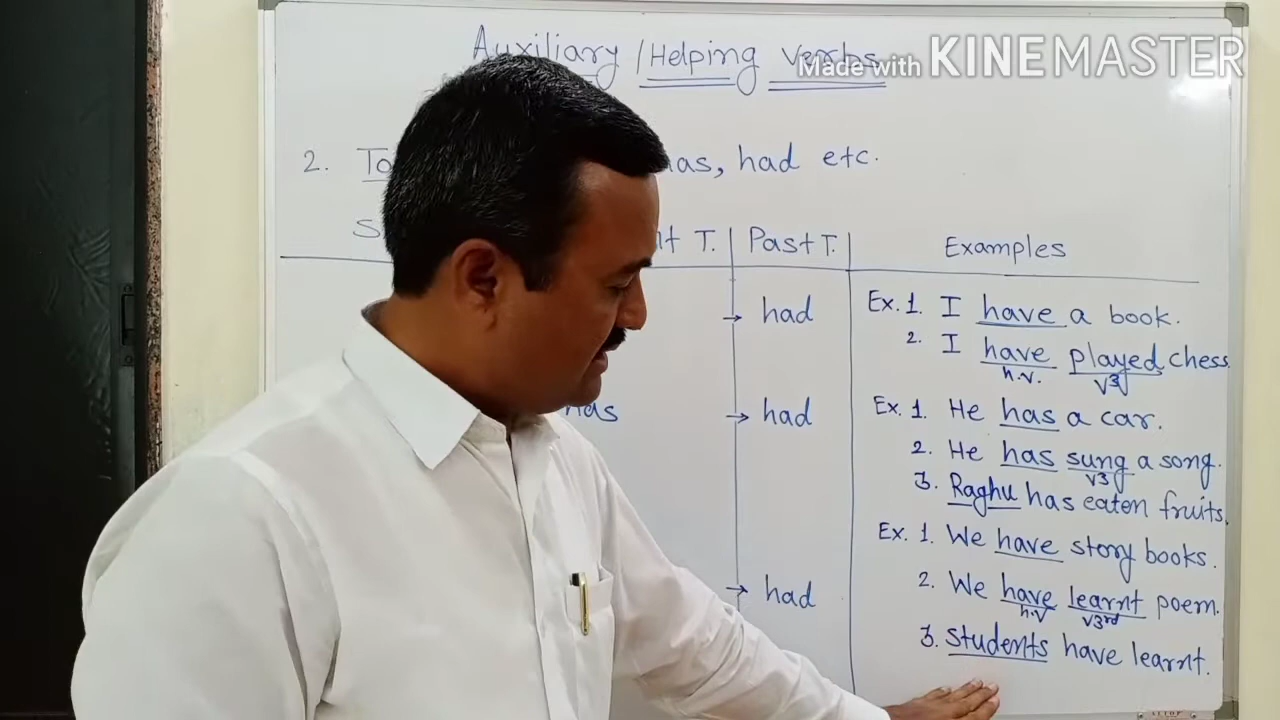 Auxiliary / Helping Verbs
Made with KINEMASTER
2. To has, had etc.
T. Past T. Examples
had Ex. 1. I have a book.
2. I have played chess
h.v. v3
has had Ex. 1. He has a car.
2. He has sung a song.
v3
3. Raghu has eaten fruits.
had Ex. 1. We have story books.
2. We have learnt poem.
h.v v3rd
3. Students have learnt.